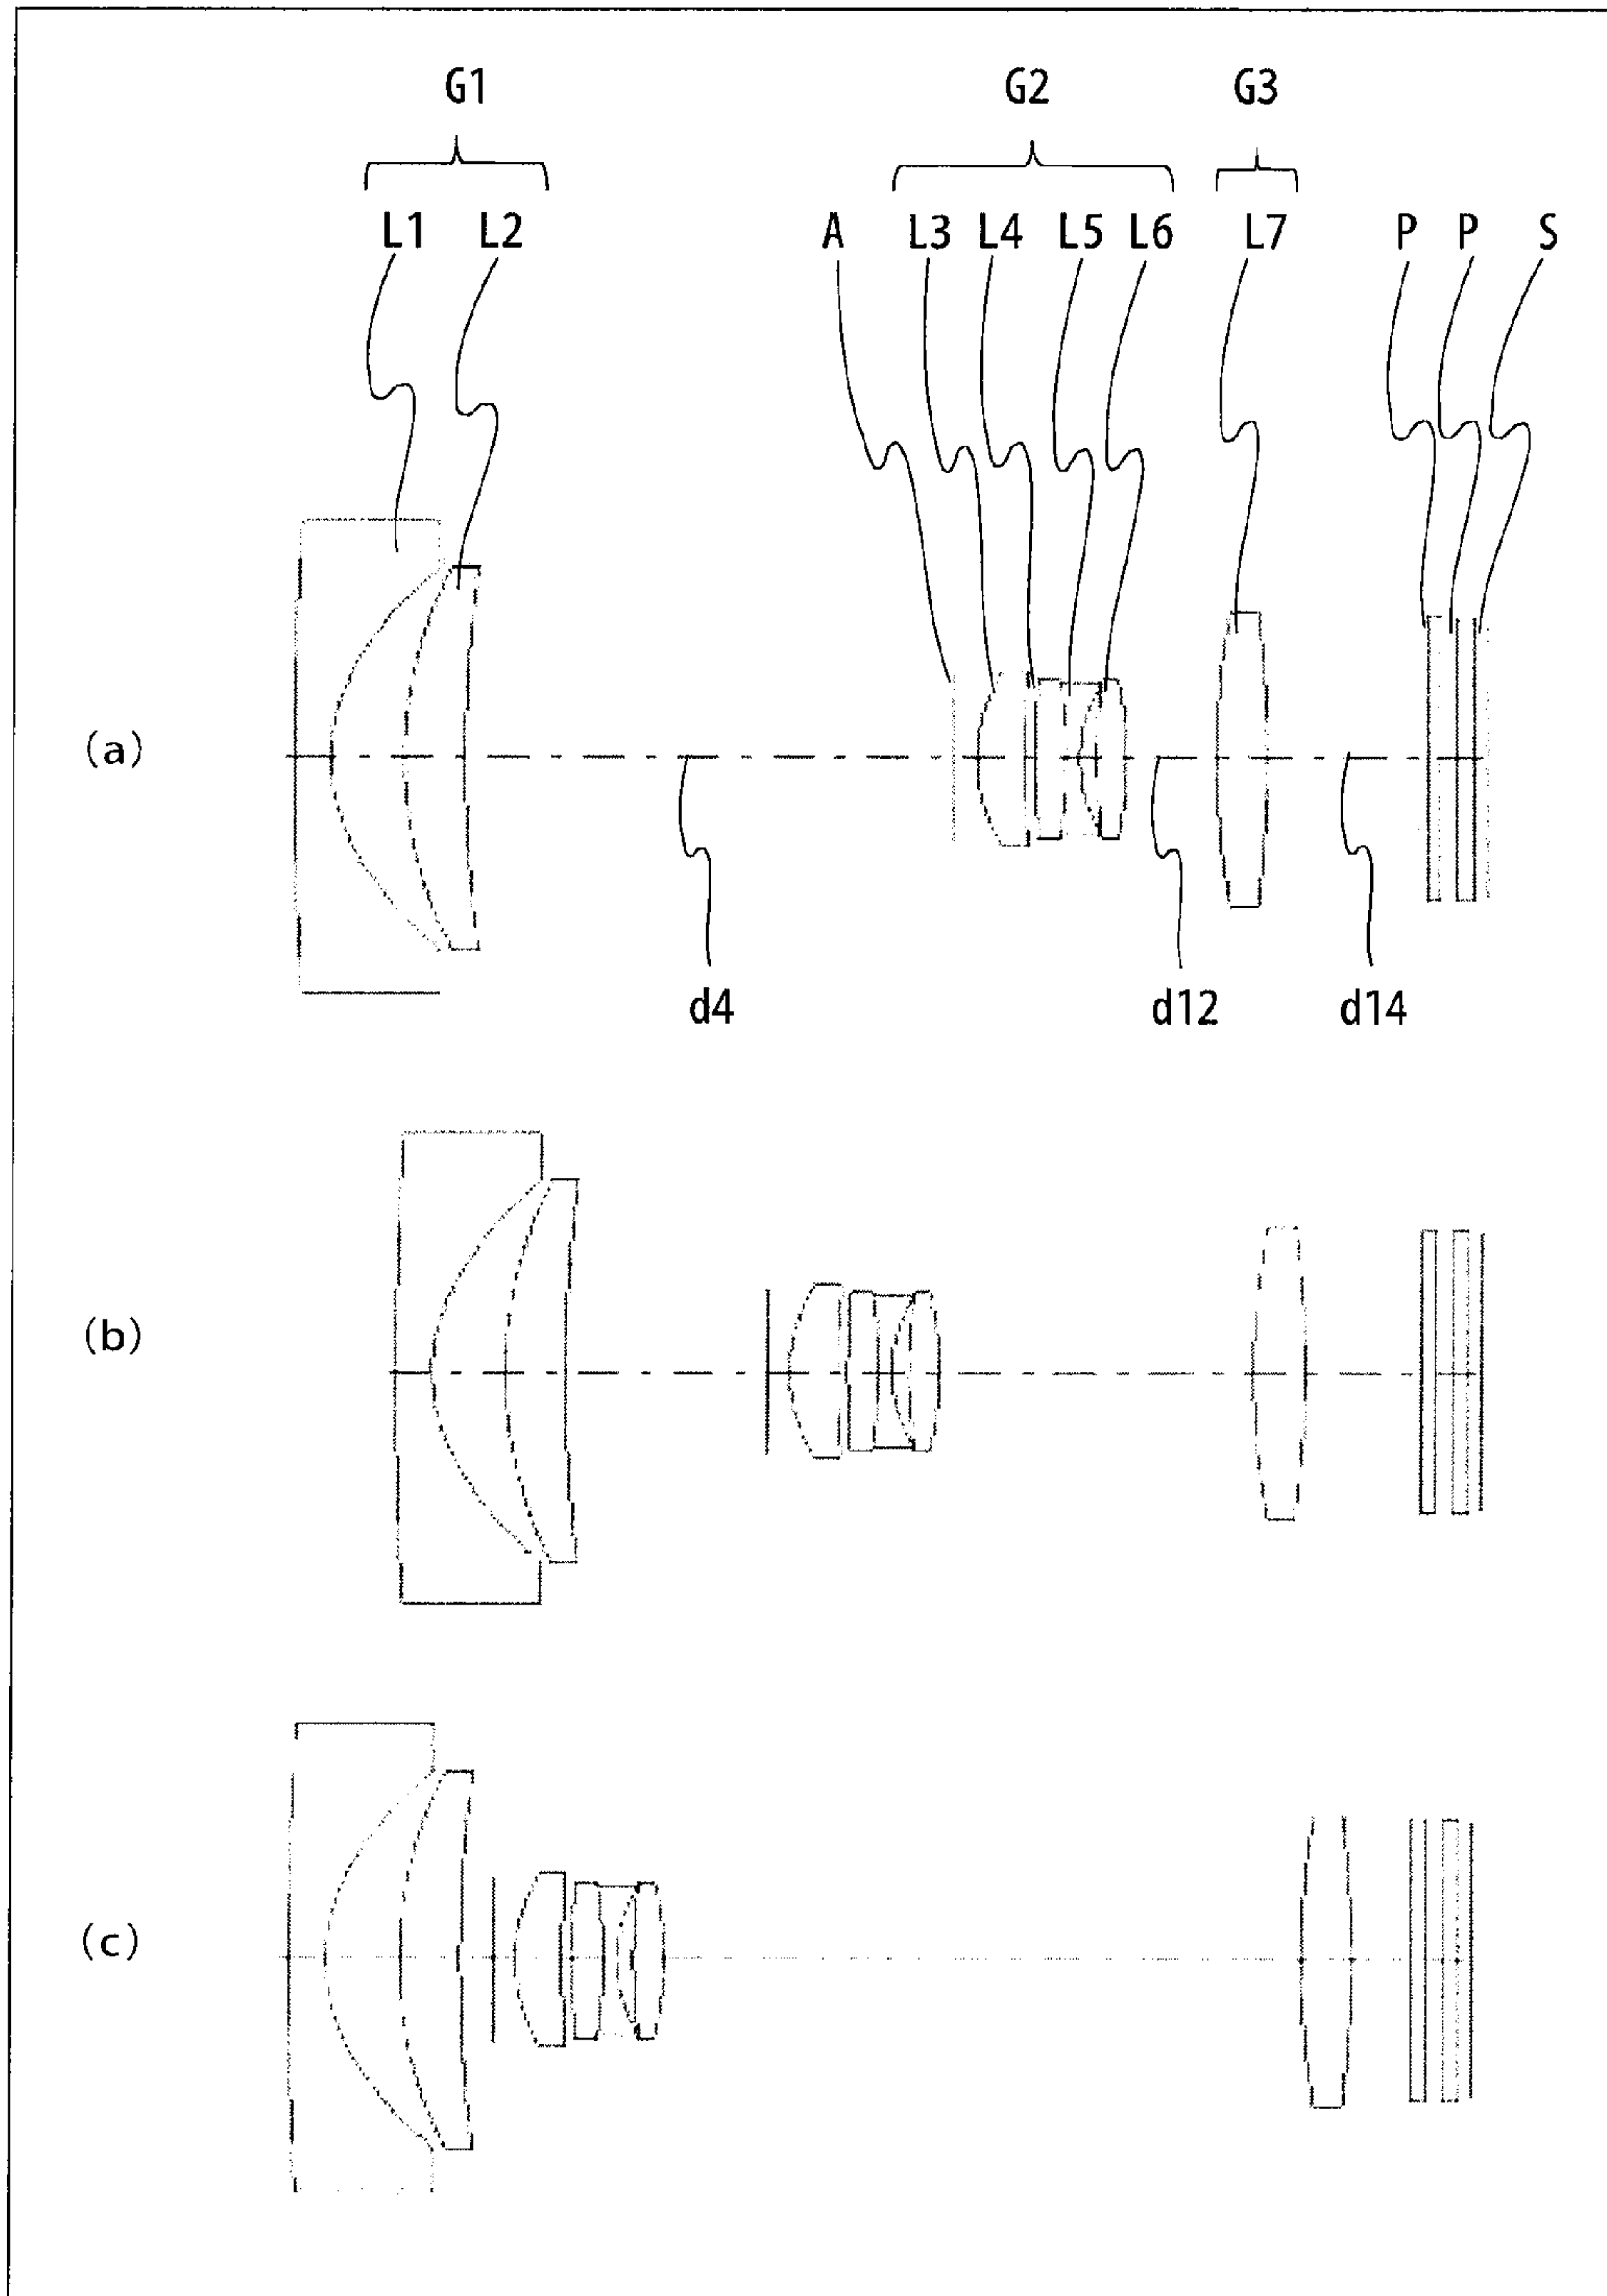 G1 G2 G3
L1 L2 A L3 L4 L5 L6 L7 P P S
(a)
d4 d12 d14
(b)
(c)